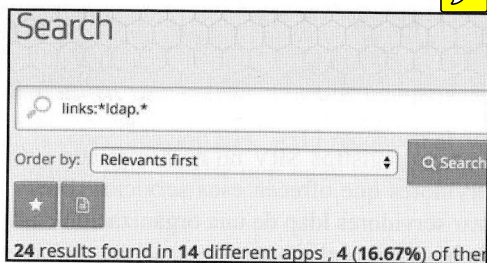 Search
links:*ldap.*
Order by: Relevants first Search
24 results found in 14 different apps , 4 (16.67%) of